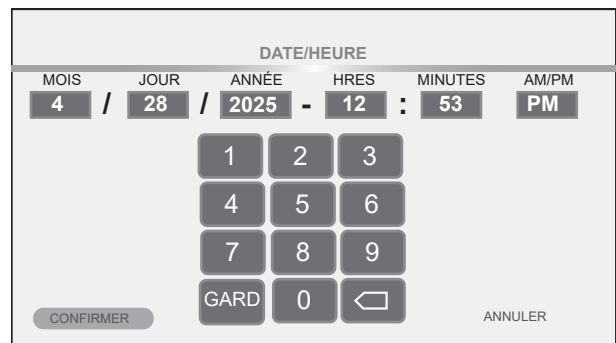 DATE/HEURE
MOIS JOUR ANNÉE HRES MINUTES AM/PM
4 / 28 / 2025 - 12 : 53 PM
1 2 3
4 5 6
7 8 9
GARD 0
CONFIRMER ANNULER